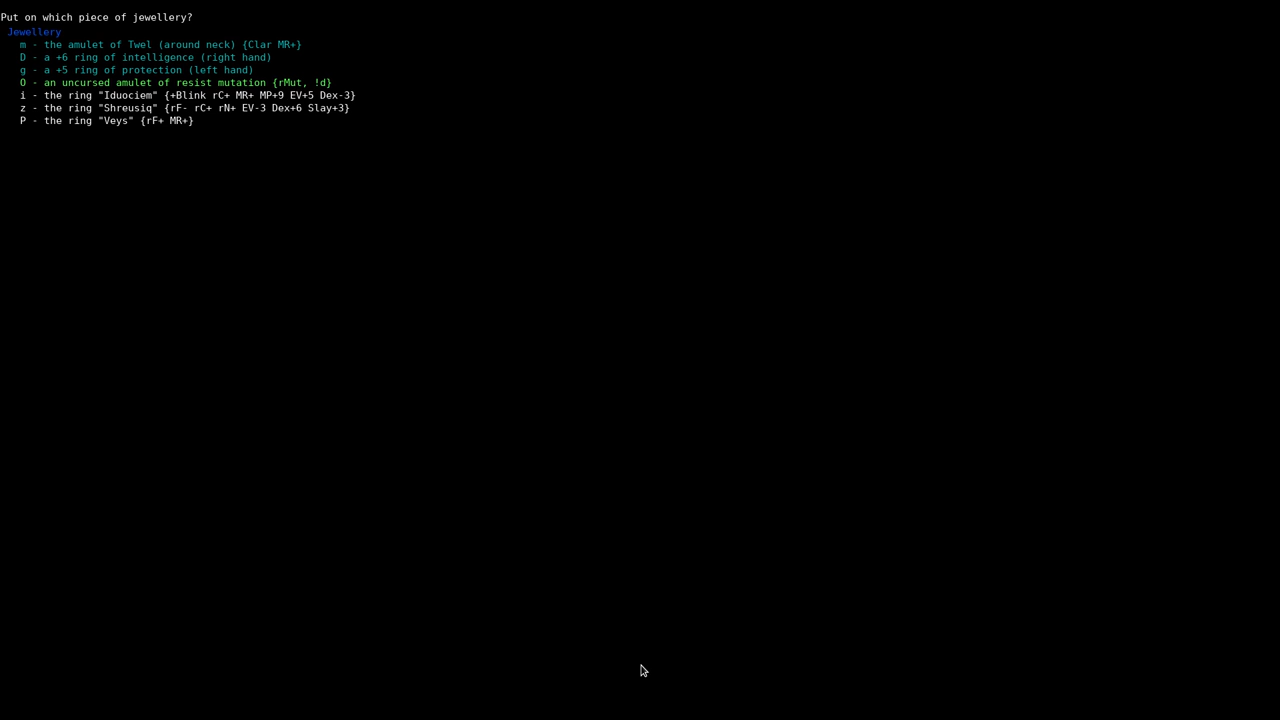 Put on which piece of jewellery?
Jewellery
m - the amulet of Twel (around neck) {Clar MR+}
D - a +6 ring of intelligence (right hand)
g - a +5 ring of protection (left hand)
O - an uncursed amulet of resist mutation {rMut, !d}
i - the ring "Iduociem" {+Blink rC+ MR+ MP+9 EV+5 Dex-3}
z - the ring "Shreusiq" {rF- rC+ rN+ EV-3 Dex+6 Slay+3}
P - the ring "Veys" {rF+ MR+}